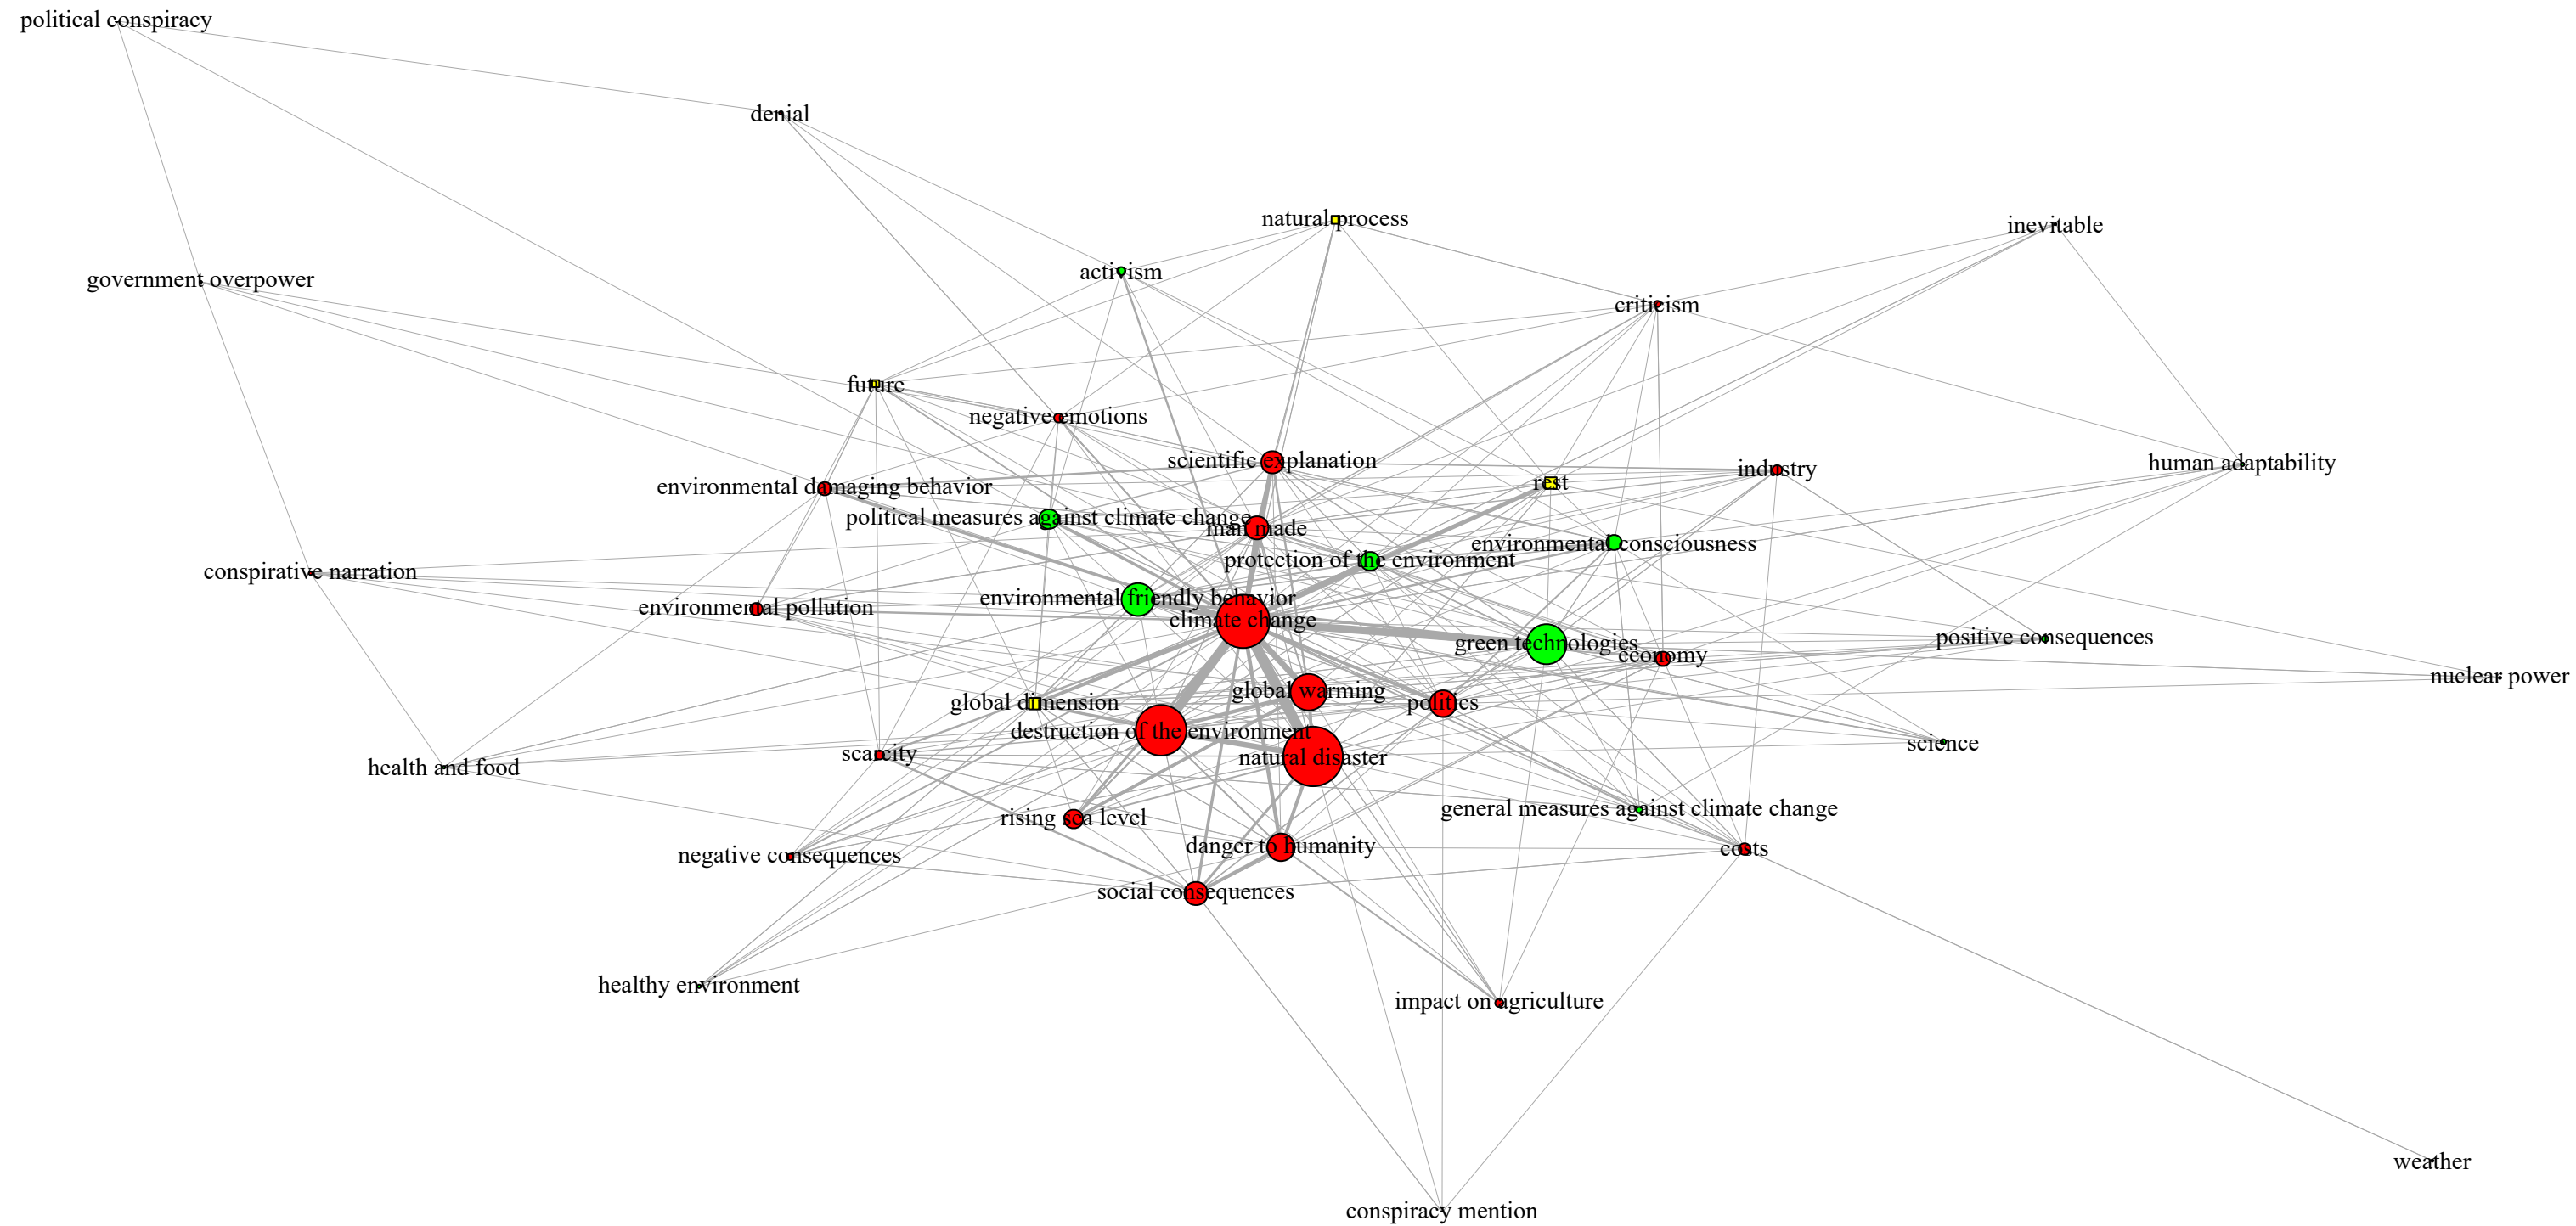 political conspiracy
denial
natural process
inevitable
activism
government overpower
criticism
future
negative emotions
scientific explanation
human adaptability
industry
rest
environmental damaging behavior
political measures against climate change
man made
environmental consciousness
protection of the environment
conspirative narration
environmental friendly behavior
environmental pollution
climate change
positive consequences
green technologies
economy
nuclear power
global warming
global dimension
politics
destruction of the environment
science
scarcity
natural disaster
health and food
general measures against climate change
rising sea level
danger to humanity
costs
negative consequences
social consequences
healthy environment
impact on agriculture
weather
conspiracy mention